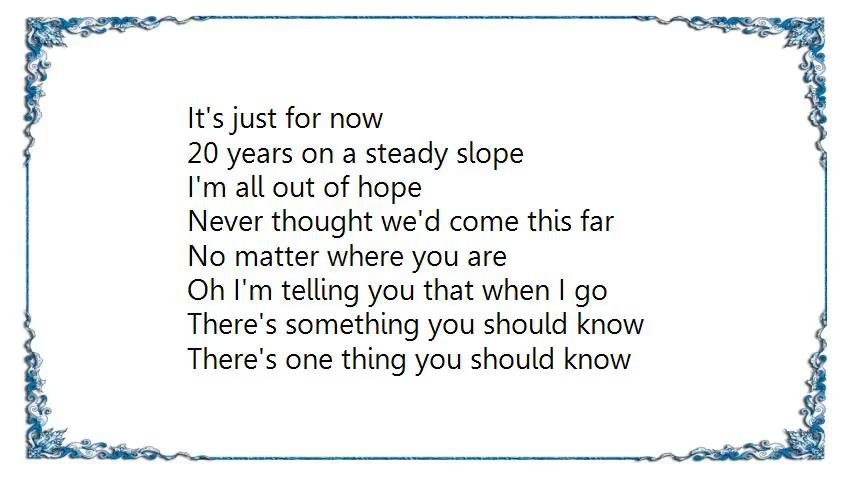 It's just for now
20 years on a steady slope
I'm all out of hope
Never thought we'd come this far
No matter where you are
Oh I'm telling you that when I go
There's something you should know
There's one thing you should know